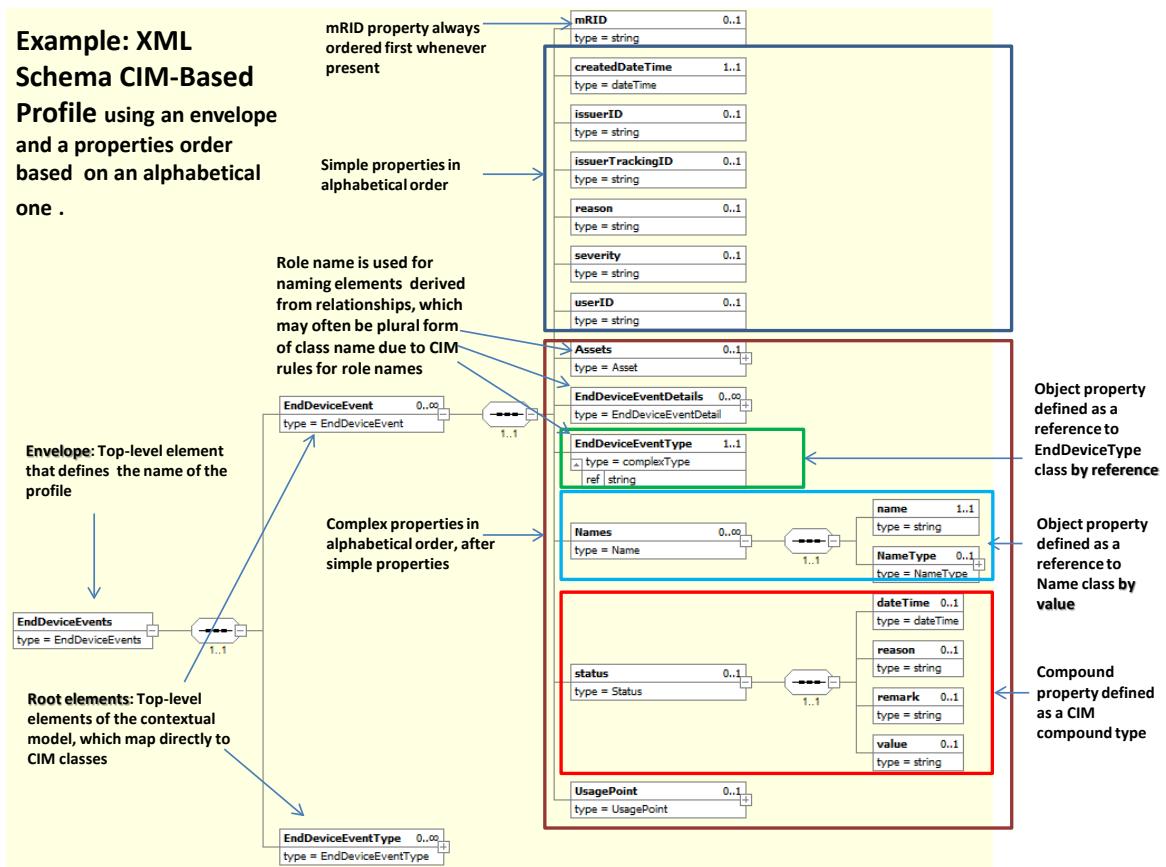 Example: XML
Schema CIM-Based
Profile using an envelope
and a properties order
based on an alphabetical
one .
mRID property always
ordered first whenever
present
Simple properties in
alphabetical order
Role name is used for
naming elements derived
from relationships, which
may often be plural form
of class name due to CIM
rules for role names
Envelope: Top-level element
that defines the name of the
profile
Complex properties in
alphabetical order, after
simple properties
Root elements: Top-level
elements of the contextual
model, which map directly to
CIM classes
EndDeviceEvents
type = EndDeviceEvents
1..1
EndDeviceEvent 0..∞
type = EndDeviceEvent
1..1
EndDeviceEventType 0..∞
type = EndDeviceEventType
mRID 0..1
type = string
createdDateTime 1..1
type = dateTime
issuerID 0..1
type = string
issuerTrackingID 0..1
type = string
reason 0..1
type = string
severity 0..1
type = string
userID 0..1
type = string
Assets 0..1
type = Asset
EndDeviceEventDetails 0..∞
type = EndDeviceEventDetail
EndDeviceEventType 1..1
type = complexType
ref string
Names 0..∞
type = Name
1..1
name 1..1
type = string
NameType 0..1
type = NameType
status 0..1
type = Status
1..1
dateTime 0..1
type = dateTime
reason 0..1
type = string
remark 0..1
type = string
value 0..1
type = string
UsagePoint 0..1
type = UsagePoint
Object property
defined as a
reference to
EndDeviceType
class by reference
Object property
defined as a
reference to
Name class by
value
Compound
property defined
as a CIM
compound type